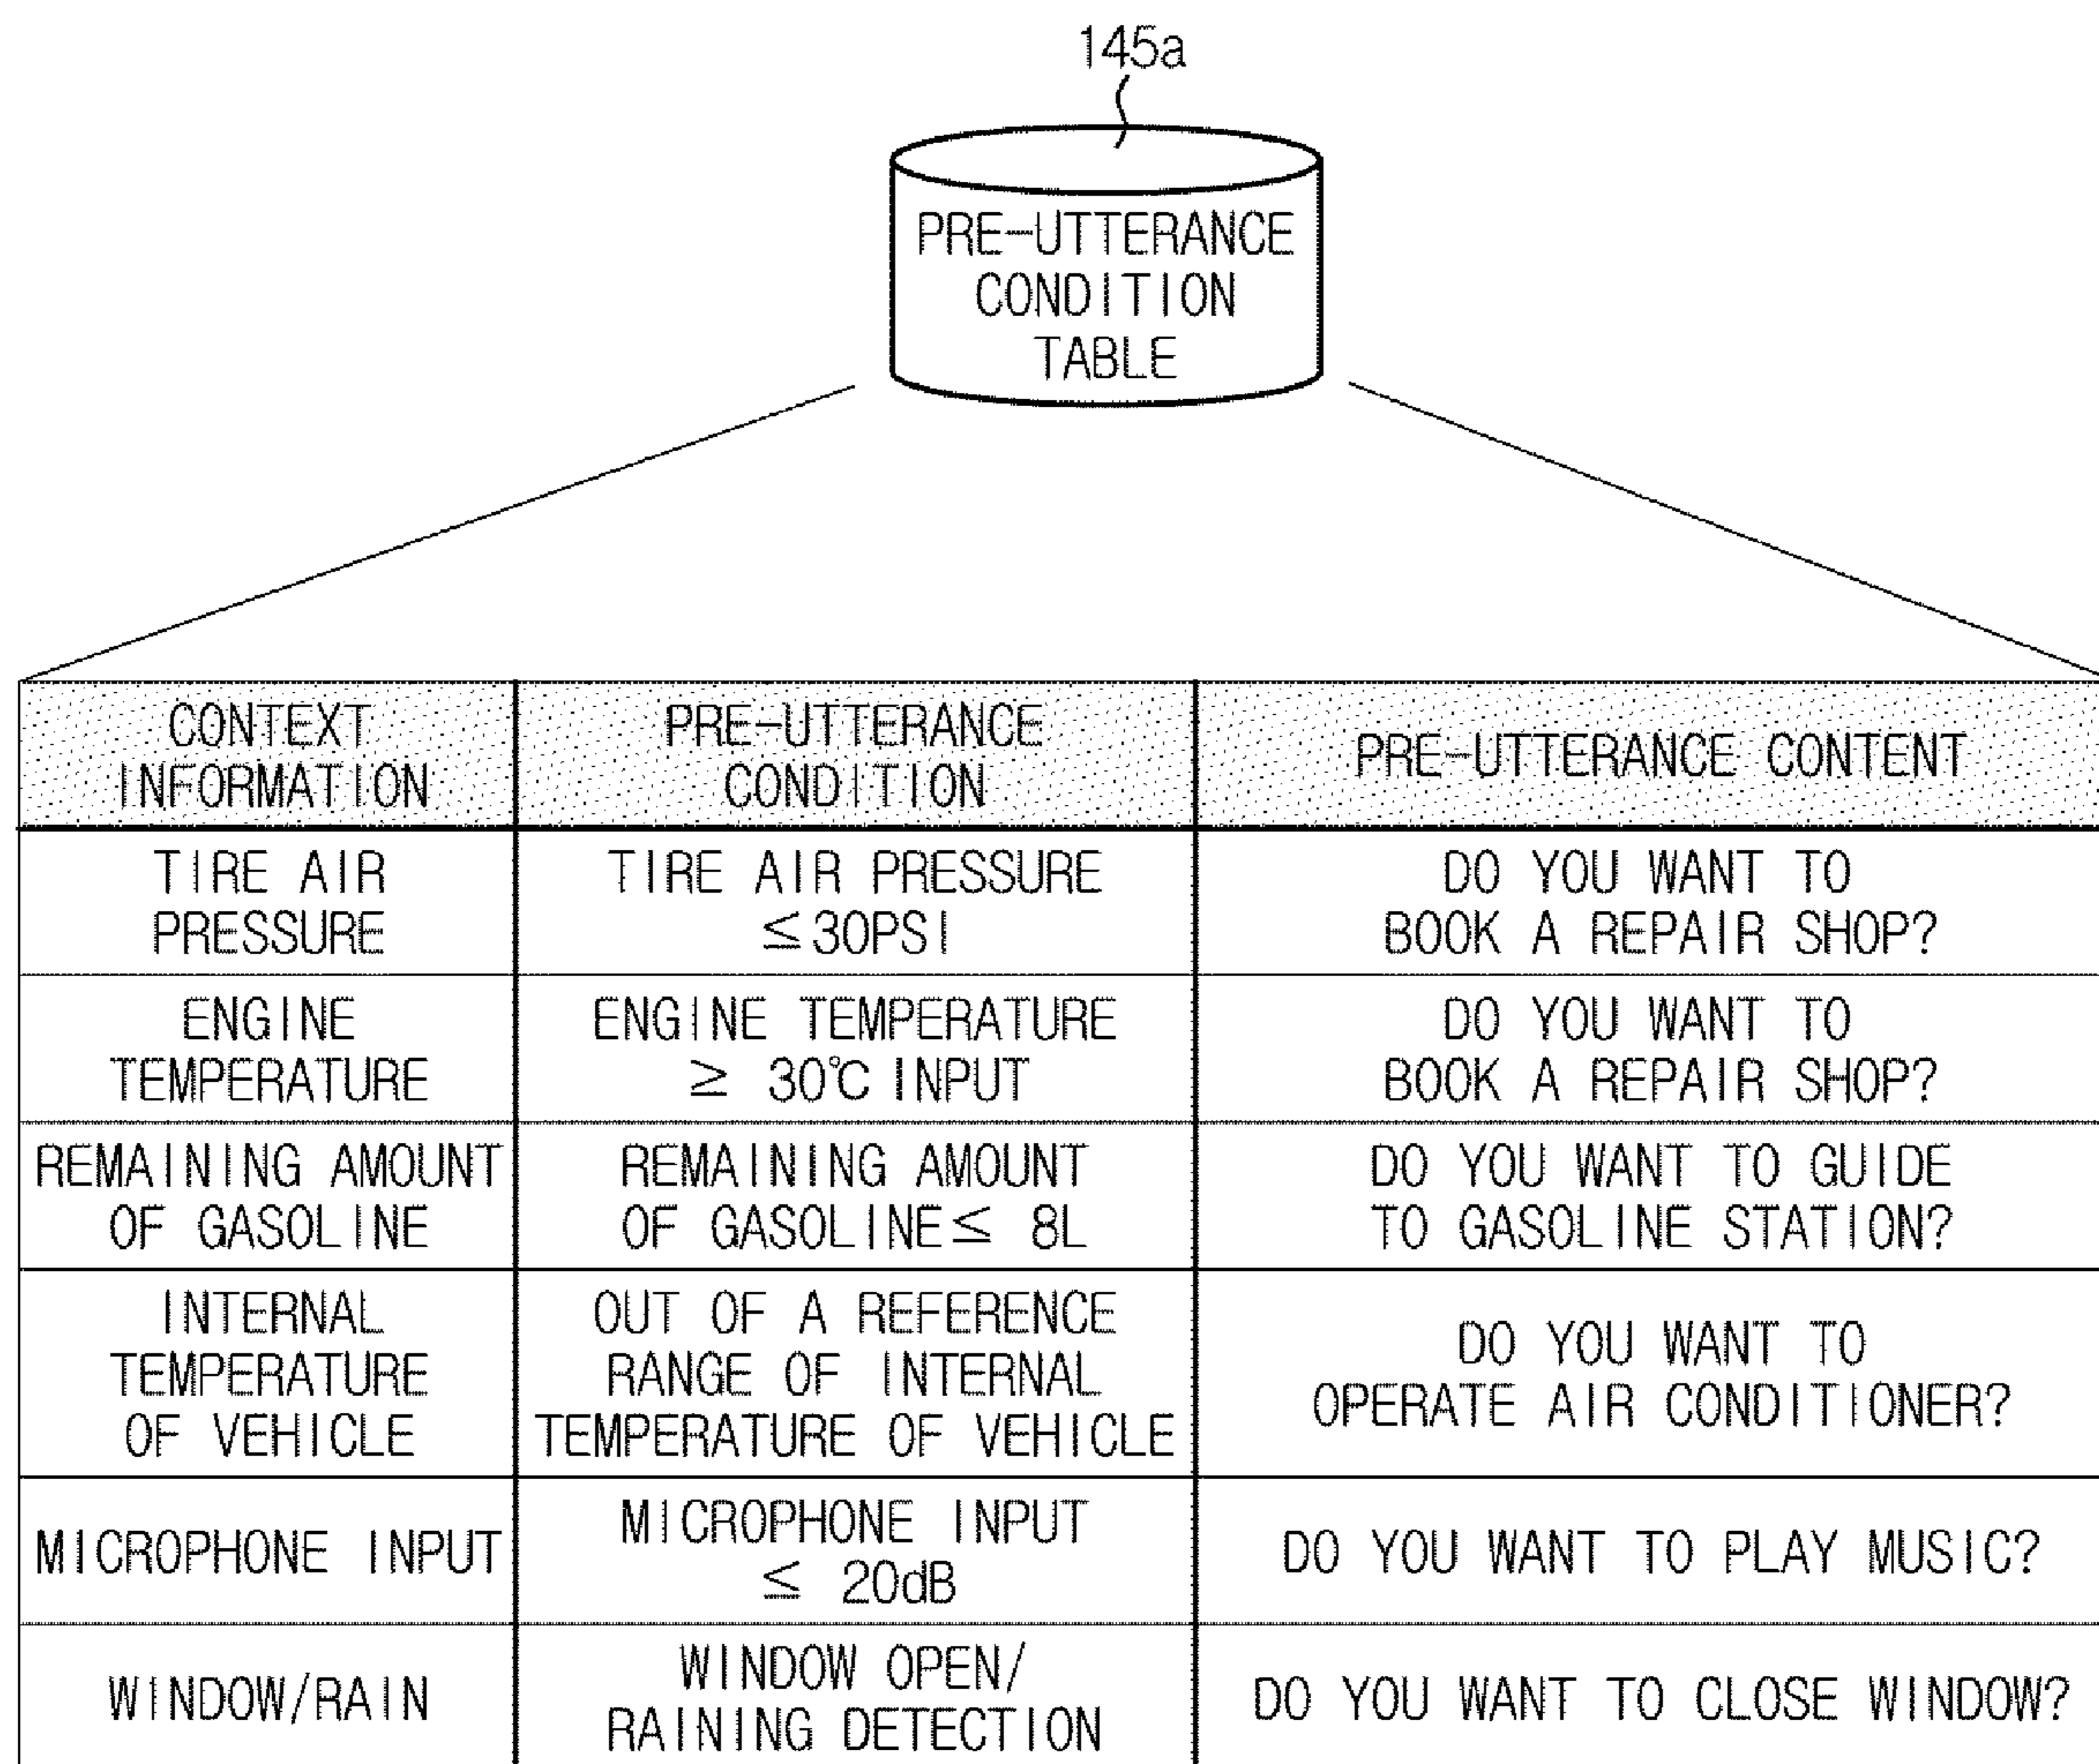 145a
PRE-UTTERANCE
CONDITION
TABLE
CONTEXT
INFORMATION
PRE-UTTERANCE
CONDITION
PRE-UTTERANCE CONTENT
TIRE AIR
PRESSURE
TIRE AIR PRESSURE
≤30PSI
DO YOU WANT TO
BOOK A REPAIR SHOP?
ENGINE
TEMPERATURE
ENGINE TEMPERATURE
≥ 30℃ INPUT
DO YOU WANT TO
BOOK A REPAIR SHOP?
REMAINING AMOUNT
OF GASOLINE
REMAINING AMOUNT
OF GASOLINE≤ 8L
DO YOU WANT TO GUIDE
TO GASOLINE STATION?
INTERNAL
TEMPERATURE
OF VEHICLE
OUT OF A REFERENCE
RANGE OF INTERNAL
TEMPERATURE OF VEHICLE
DO YOU WANT TO
OPERATE AIR CONDITIONER?
MICROPHONE INPUT
MICROPHONE INPUT
≤ 20dB
DO YOU WANT TO PLAY MUSIC?
WINDOW/RAIN
WINDOW OPEN/
RAINING DETECTION
DO YOU WANT TO CLOSE WINDOW?